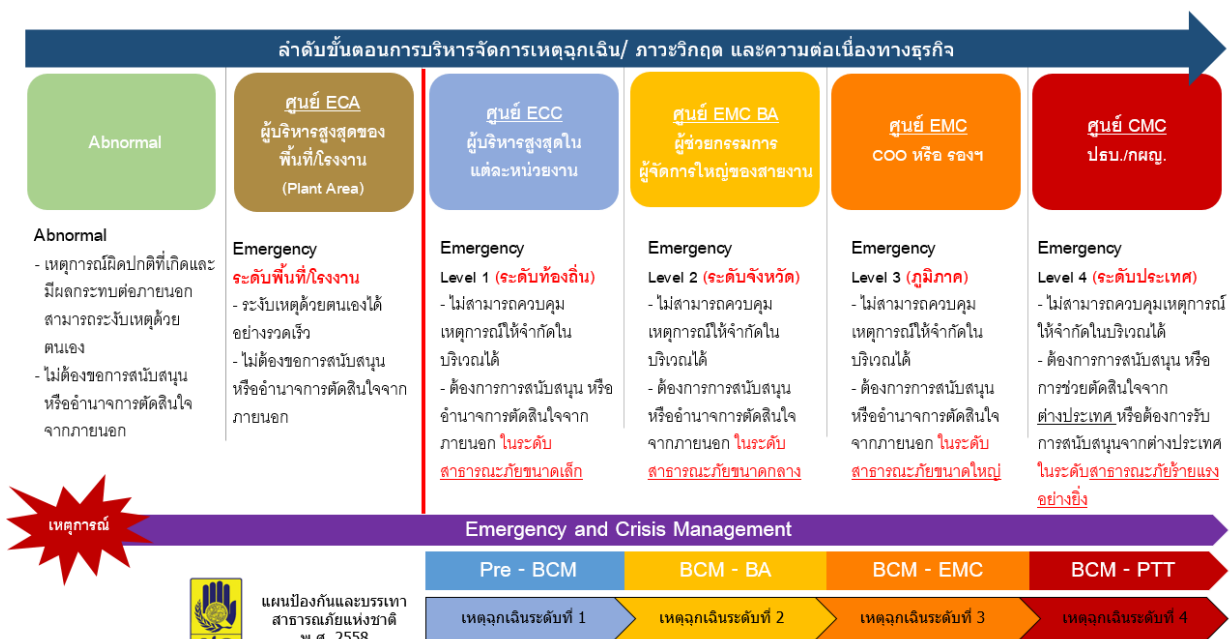 ลำดับขั้นตอนการบริหารจัดการเหตุฉุกเฉิน/ ภาวะวิกฤต และความต่อเนื่องทางธุรกิจ
Abnormal
ศูนย์ ECA
ผู้บริหารสูงสุดของ
พื้นที่/โรงงาน
(Plant Area)
ศูนย์ ECC
ผู้บริหารสูงสุดใน
แต่ละหน่วยงาน
ศูนย์ EMC BA
ผู้ช่วยกรรมการ
ผู้จัดการใหญ่ของสายงาน
ศูนย์ EMC
COO หรือ รองฯ
ศูนย์ CMC
ปธบ./กผญ.
Abnormal
- เหตุการณ์ผิดปกติที่เกิดและ
มีผลกระทบต่อภายนอก
สามารถระงับเหตุด้วย
ตนเอง
- ไม่ต้องขอการสนับสนุน
หรืออำนาจการตัดสินใจ
จากภายนอก
Emergency
ระดับพื้นที่/โรงงาน
- ระงับเหตุด้วยตนเองได้
อย่างรวดเร็ว
- ไม่ต้องขอการสนับสนุน
หรืออำนาจการตัดสินใจจาก
ภายนอก
Emergency
Level 1 (ระดับท้องถิ่น)
- ไม่สามารถควบคุม
เหตุการณ์ให้จำกัดใน
บริเวณได้
- ต้องการการสนับสนุน หรือ
อำนาจการตัดสินใจจาก
ภายนอก ในระดับ
สาธารณะภัยขนาดเล็ก
Emergency
Level 2 (ระดับจังหวัด)
- ไม่สามารถควบคุม
เหตุการณ์ให้จำกัดใน
บริเวณได้
- ต้องการการสนับสนุน
หรืออำนาจการตัดสินใจ
จากภายนอก ในระดับ
สาธารณะภัยขนาดกลาง
Emergency
Level 3 (ภูมิภาค)
- ไม่สามารถควบคุม
เหตุการณ์ให้จำกัดใน
บริเวณได้
- ต้องการการสนับสนุน
หรืออำนาจการตัดสินใจ
จากภายนอก ในระดับ
สาธารณะภัยขนาดใหญ่
Emergency
Level 4 (ระดับประเทศ)
- ไม่สามารถควบคุมเหตุการณ์
ให้จำกัดในบริเวณได้
- ต้องการการสนับสนุน หรือ
การช่วยตัดสินใจจาก
ต่างประเทศ หรือต้องการรับ
การสนับสนุนจากต่างประเทศ
ในระดับสาธารณะภัยร้ายแรง
อย่างยิ่ง
เหตุการณ์
Emergency and Crisis Management
Pre - BCM
BCM - BA
BCM - EMC
BCM - PTT
แผนป้องกันและบรรเทา
สาธารณภัยแห่งชาติ
พ.ศ. 2558
เหตุฉุกเฉินระดับที่ 1
เหตุฉุกเฉินระดับที่ 2
เหตุฉุกเฉินระดับที่ 3
เหตุฉุกเฉินระดับที่ 4